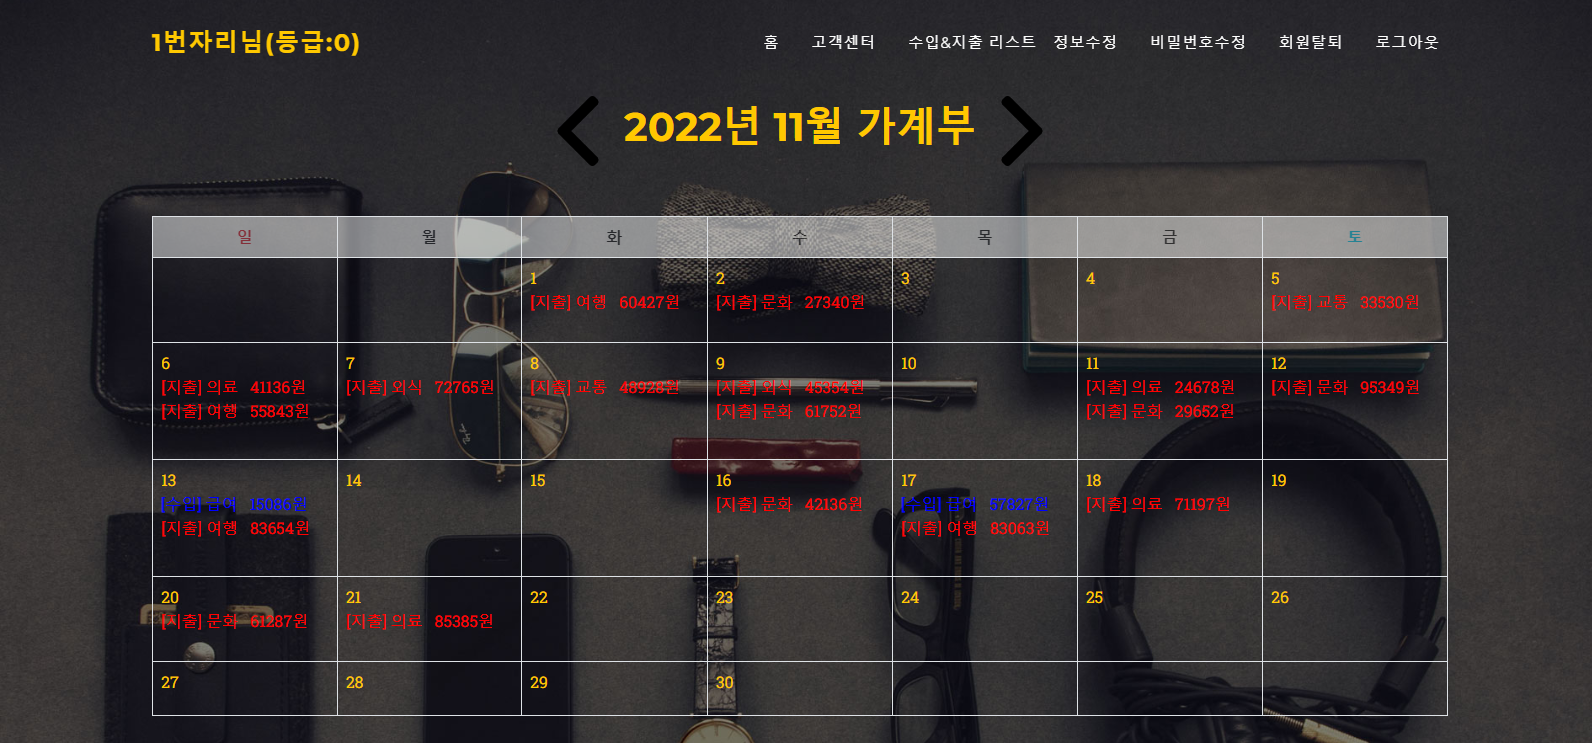 1번자리님(등급:0)
홈 고객센터 수입&지출 리스트 정보수정 비밀번호수정 회원탈퇴 로그아웃
2022년 11월 가계부
일 월 화 수 목 금 토
1 2 3 4 5
[지출] 여행 60427원 [지출] 문화 27340원 [지출] 교통 33530원
6 7 8 9 10 11 12
[지출] 의료 41136원 [지출] 외식 72765원 [지출] 교통 48928원 [지출] 외식 45354원 [지출] 의료 24678원 [지출] 문화 95349원
[지출] 여행 55843원 [지출] 문화 61752원 [지출] 문화 29652원
13 14 15 16 17 18 19
[수입] 급여 15086원 [지출] 문화 42136원 [수입] 급여 57827원 [지출] 의료 71197원
[지출] 여행 83654원 [지출] 여행 83063원
20 21 22 23 24 25 26
[지출] 문화 61287원 [지출] 의료 85385원
27 28 29 30